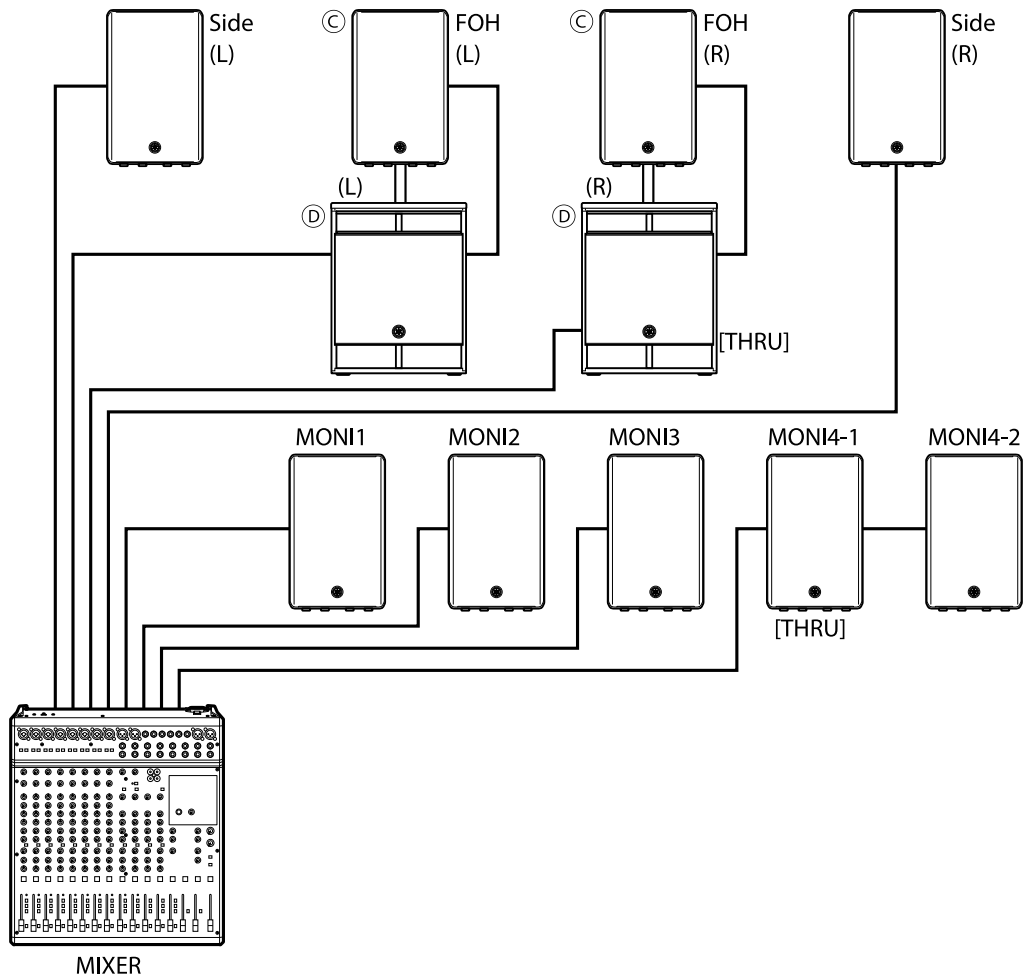 Side
(L)
Ⓒ FOH
(L)
Ⓒ FOH
(R)
Side
(R)
(L)
Ⓓ
(R)
Ⓓ
[THRU]
MONI1 MONI2 MONI3 MONI4-1 MONI4-2
[THRU]
MIXER